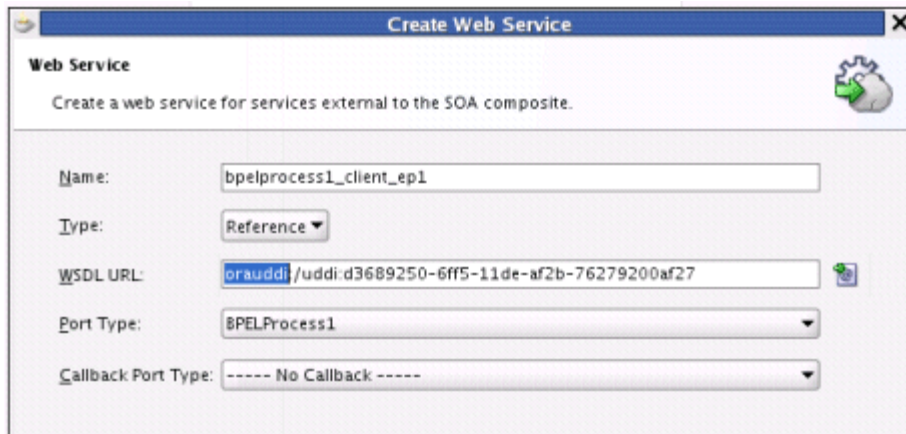 Create Web Service
Web Service
Create a web service for services external to the SOA composite.
Name: bpelprocess1_client_ep1
Type: Reference
WSDL URL: orauddi:/uddi:d3689250-6ff5-11de-af2b-76279200af27
Port Type: BPELProcess1
Callback Port Type: ----- No Callback -----